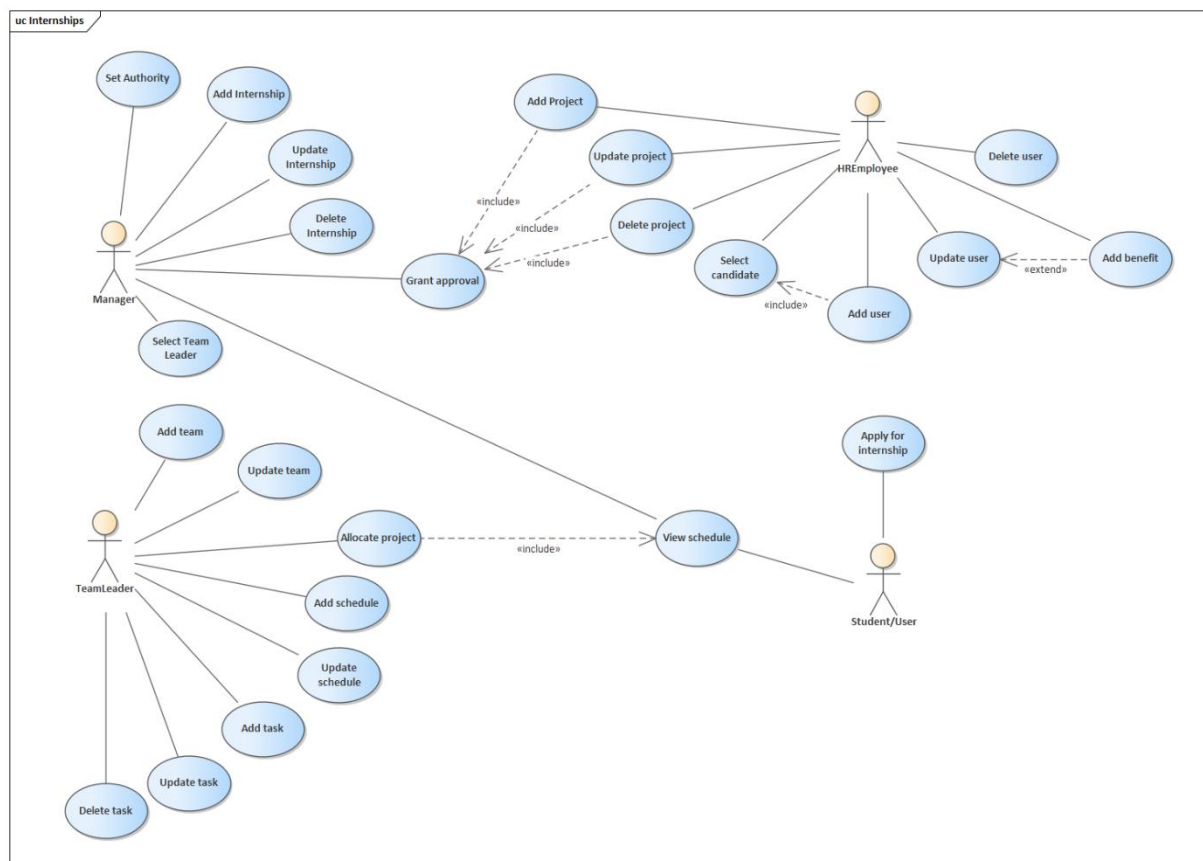 uc Internships
Set Authority
Add Internship
Update
Internship
Delete
Internship
Manager
Grant approval
Select Team
Leader
Add Project
Update project
Delete project
«include»
«include»
«include»
HREmployee
Delete user
Select
candidate
«include»
Add user
Update user
«extend»
Add benefit
Add team
Update team
TeamLeader
Allocate project
«include»
View schedule
Add schedule
Update
schedule
Add task
Update task
Delete task
Apply for
internship
Student/User